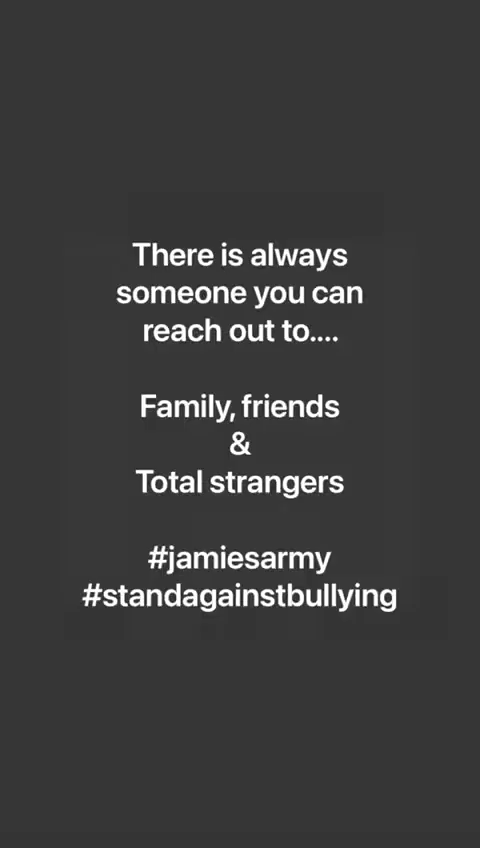 There is always
someone you can
reach out to....
Family, friends
&
Total strangers
#jamiesarmy
#standagainstbullying